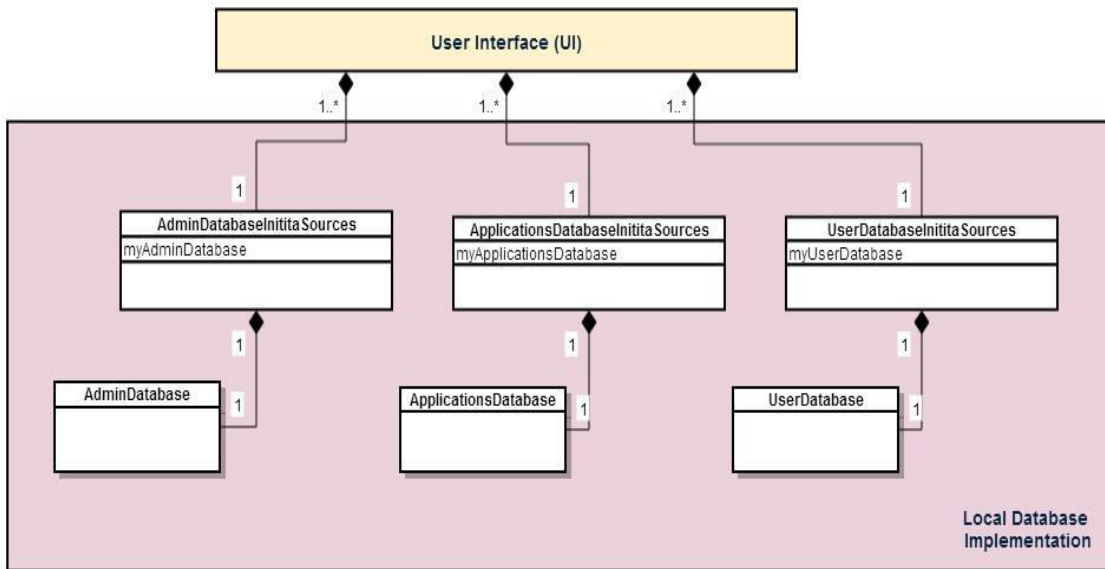 User Interface (UI)
1..*
1..*
1..*
1
1
1
AdminDatabaseInititaSources
myAdminDatabase
ApplicationsDatabaseInititaSources
myApplicationsDatabase
UserDatabaseInititaSources
myUserDatabase
1
1
1
AdminDatabase
1
ApplicationsDatabase
1
UserDatabase
1
Local Database
Implementation